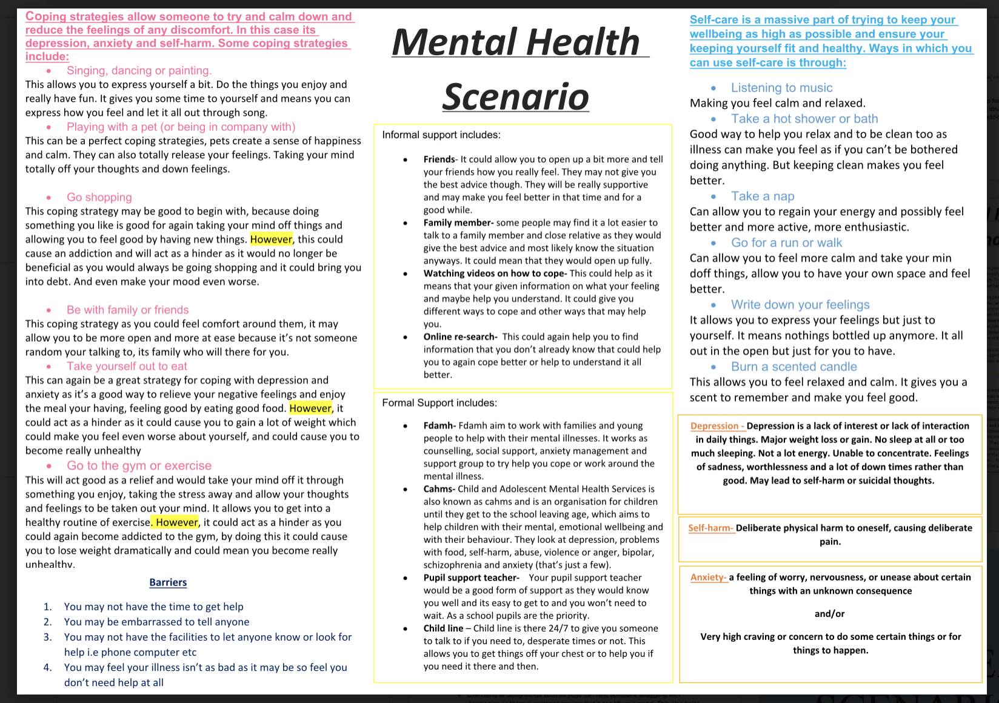 Coping strategies allow someone to try and calm down and
reduce the feelings of any discomfort. In this case its
depression, anxiety and self-harm. Some coping strategies
include:
• Singing, dancing or painting.
This allows you to express yourself a bit. Do the things you enjoy and
really have fun. It gives you some time to yourself and means you can
express how you feel and let it all out through song.
• Playing with a pet (or being in company with)
This can be a perfect coping strategies, pets create a sense of happiness
and calm. They can also totally release your feelings. Taking your mind
totally off your thoughts and down feelings.
• Go shopping
This coping strategy may be good to begin with, because doing
something you like is good for again taking your mind off things and
allowing you to feel good by having new things. However, this could
cause an addiction and will act as a hinder as it would no longer be
beneficial as you would always be going shopping and it could bring you
into debt. And even make your mood even worse.
• Be with family or friends
This coping strategy as you could feel comfort around them, it may
allow you to be more open and more at ease because it’s not someone
random your talking to, its family who will there for you.
• Take yourself out to eat
This can again be a great strategy for coping with depression and
anxiety as it’s a good way to relieve your negative feelings and enjoy
the meal your having, feeling good by eating good food. However, it
could act as a hinder as it could cause you to gain a lot of weight which
could make you feel even worse about yourself, and could cause you to
become really unhealthy
• Go to the gym or exercise
This will act good as a relief and would take your mind off it through
something you enjoy, taking the stress away and allow your thoughts
and feelings to be taken out your mind. It allows you to get into a
healthy routine of exercise. However, it could act as a hinder as you
could again become addicted to the gym, by doing this it could cause
you to lose weight dramatically and could mean you become really
unhealthy.
Barriers
1. You may not have the time to get help
2. You may be embarrassed to tell anyone
3. You may not have the facilities to let anyone know or look for
help i.e phone computer etc
4. You may feel your illness isn’t as bad as it may be so feel you
don’t need help at all
Mental Health
Scenario
Informal support includes:
• Friends- It could allow you to open up a bit more and tell
your friends how you really feel. They may not give you
the best advice though. They will be really supportive
and may make you feel better in that time and for a
good while.
• Family member- some people may find it a lot easier to
talk to a family member and close relative as they would
give the best advice and most likely know the situation
anyways. It could mean that they would open up fully.
• Watching videos on how to cope- This could help as it
means that your given information on what your feeling
and maybe help you understand. It could give you
different ways to cope and other ways that may help
you.
• Online re-search- This could again help you to find
information that you don’t already know that could help
you to again cope better or help to understand it all
better.
Formal Support includes:
• Fdamh- Fdamh aim to work with families and young
people to help with their mental illnesses. It works as
counselling, social support, anxiety management and
support group to try help you cope or work around the
mental illness.
• Cahms- Child and Adolescent Mental Health Services is
also known as cahms and is an organisation for children
until they get to the school leaving age, which aims to
help children with their mental, emotional wellbeing and
with their behaviour. They look at depression, problems
with food, self-harm, abuse, violence or anger, bipolar,
schizophrenia and anxiety (that’s just a few).
• Pupil support teacher- Your pupil support teacher
would be a good form of support as they would know
you well and its easy to get to and you won’t need to
wait. As a school pupils are the priority.
• Child line – Child line is there 24/7 to give you someone
to talk to if you need to, desperate times or not. This
allows you to get things off your chest or to help you if
you need it there and then.
Self-care is a massive part of trying to keep your
wellbeing as high as possible and ensure your
keeping yourself fit and healthy. Ways in which you
can use self-care is through:
• Listening to music
Making you feel calm and relaxed.
• Take a hot shower or bath
Good way to help you relax and to be clean too as
illness can make you feel as if you can’t be bothered
doing anything. But keeping clean makes you feel
better.
• Take a nap
Can allow you to regain your energy and possibly feel
better and more active, more enthusiastic.
• Go for a run or walk
Can allow you to feel more calm and take your min
doff things, allow you to have your own space and feel
better.
• Write down your feelings
It allows you to express your feelings but just to
yourself. It means nothings bottled up anymore. It all
out in the open but just for you to have.
• Burn a scented candle
This allows you to feel relaxed and calm. It gives you a
scent to remember and make you feel good.
Depression - Depression is a lack of interest or lack of interaction
in daily things. Major weight loss or gain. No sleep at all or too
much sleeping. Not a lot energy. Unable to concentrate. Feelings
of sadness, worthlessness and a lot of down times rather than
good. May lead to self-harm or suicidal thoughts.
Self-harm- Deliberate physical harm to oneself, causing deliberate
pain.
Anxiety- a feeling of worry, nervousness, or unease about certain
things with an unknown consequence
and/or
Very high craving or concern to do some certain things or for
things to happen.